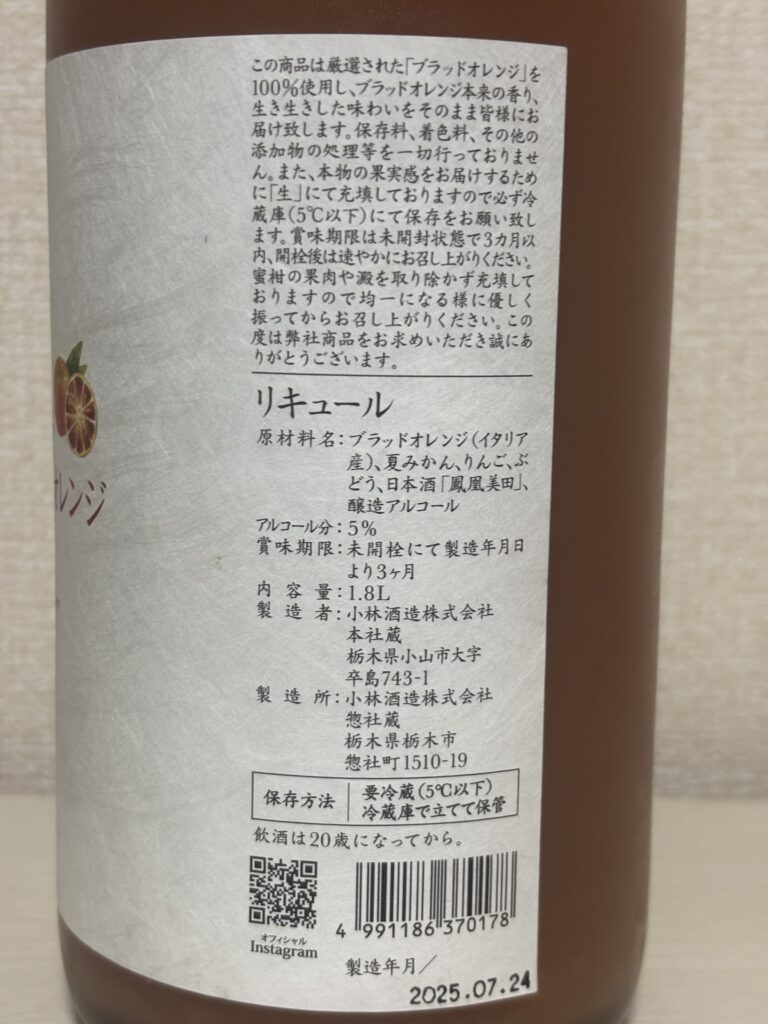 この商品は厳選された「ブラッドオレンジ」を
100%使用し、ブラッドオレンジ本来の香り、
生き生きした味わいをそのまま皆様にお
届け致します。保存料、着色料、その他の
添加物の処理等を一切行っておりませ
ん。また、本物の果実感をお届けするため
に「生」にて充填しておりますので必ず冷
蔵庫(5℃以下)にて保存をお願い致し
ます。賞味期限は未開封状態で3カ月以
内、開栓後は速やかにお召し上がりください。
蜜柑の果肉や澱を取り除かず充填して
おりますので均一になる様に優しく
振ってからお召し上がりください。この
度は弊社商品をお求めいただき誠にあ
りがとうございます。
オレンジ
リキュール
原材料名:ブラッドオレンジ(イタリア
産)、夏みかん、りんご、ぶ
どう、日本酒「鳳凰美田」、
醸造アルコール
アルコール分:5%
賞味期限:未開栓にて製造年月日
より3ヶ月
内容量:1.8L
製造者:小林酒造株式会社
本社蔵
栃木県小山市大字
卒島743-1
製造所:小林酒造株式会社
惣社蔵
栃木県栃木市
惣社町1510-19
保存方法 要冷蔵(5℃以下)
冷蔵庫で立てて保管
飲酒は20歳になってから。
オフィシャル
Instagram
4 991186 370178
製造年月/
2025.07.24